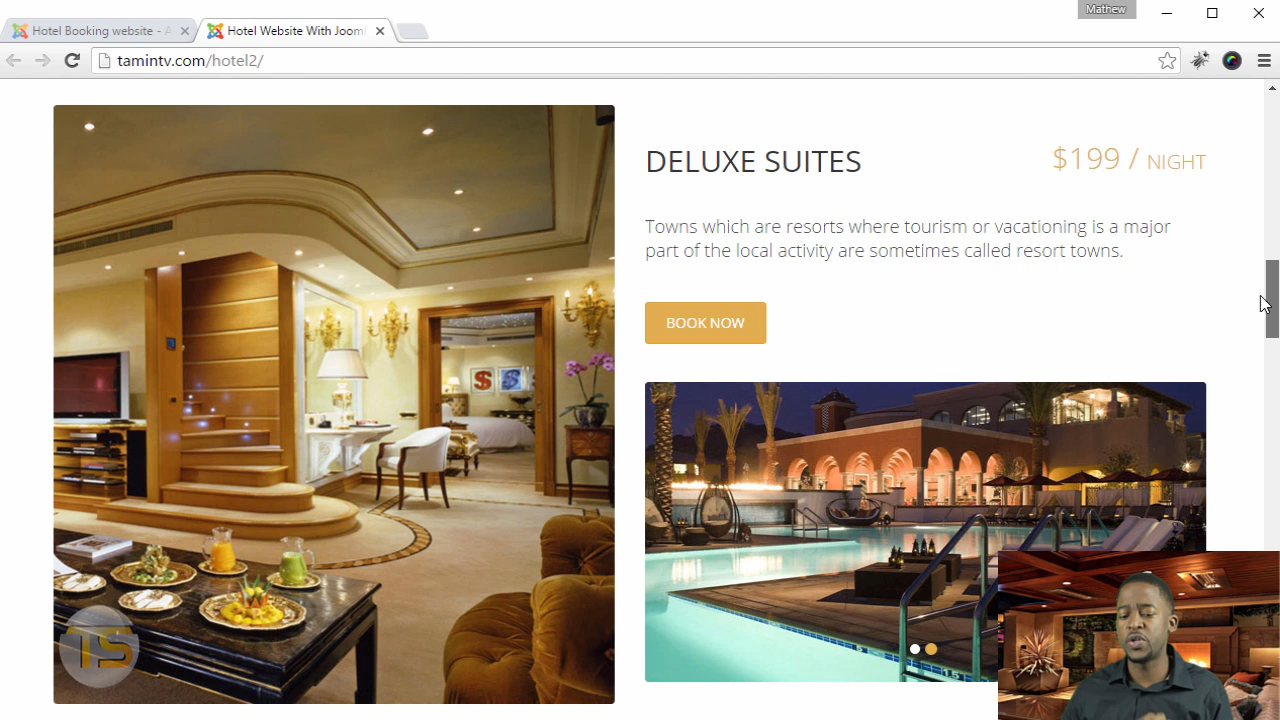 Mathew
Hotel Booking website - A
Hotel Website With Jooml
tamintv.com/hotel2/
DELUXE SUITES
$199 / NIGHT
Towns which are resorts where tourism or vacationing is a major
part of the local activity are sometimes called resort towns.
BOOK NOW
S S
TS